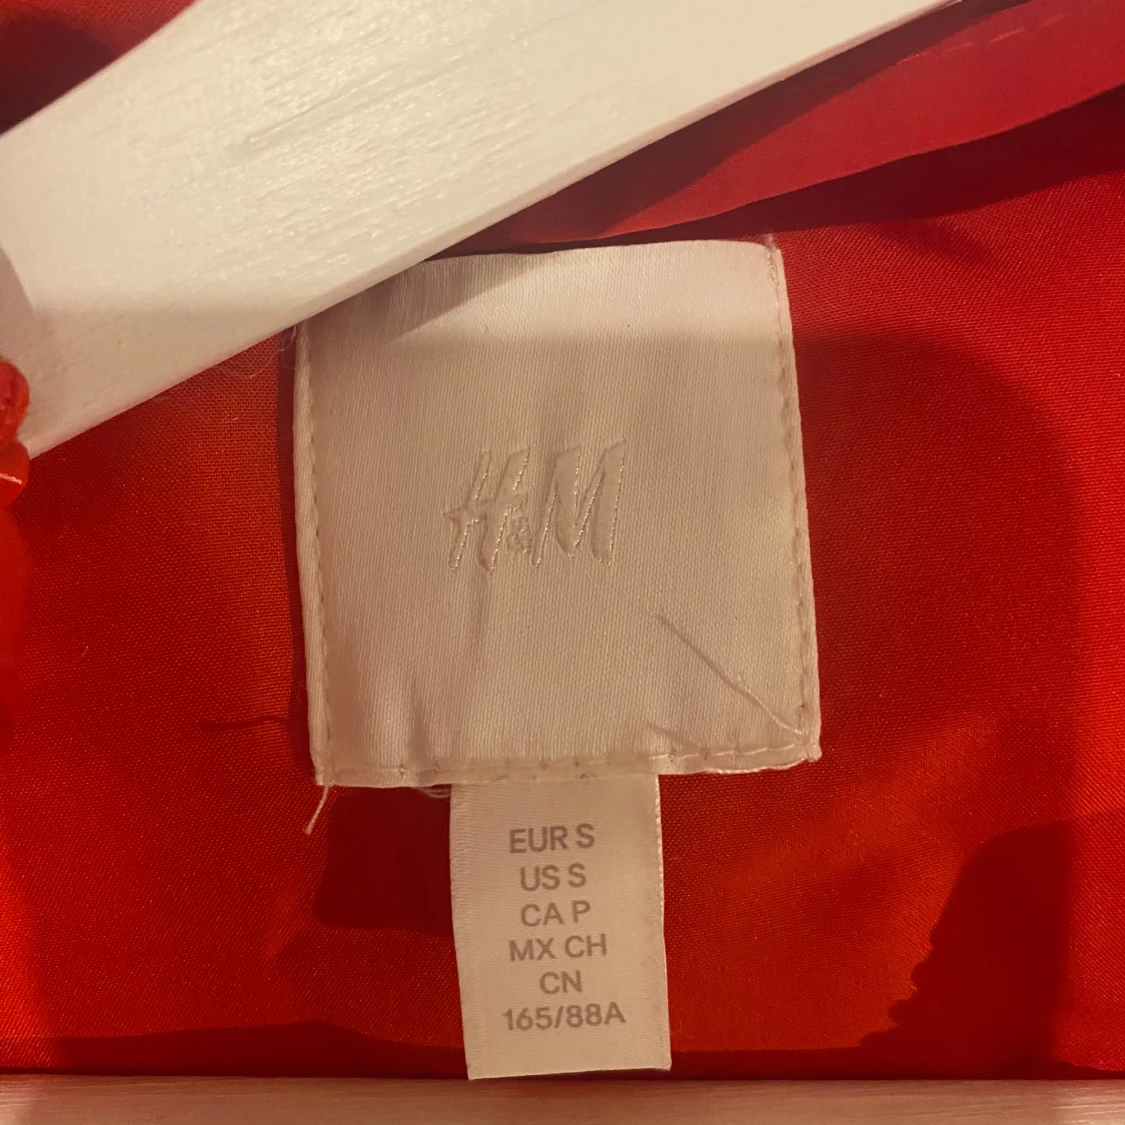 H&M
EUR S
US S
CA P
MX CH
CN
165/88A